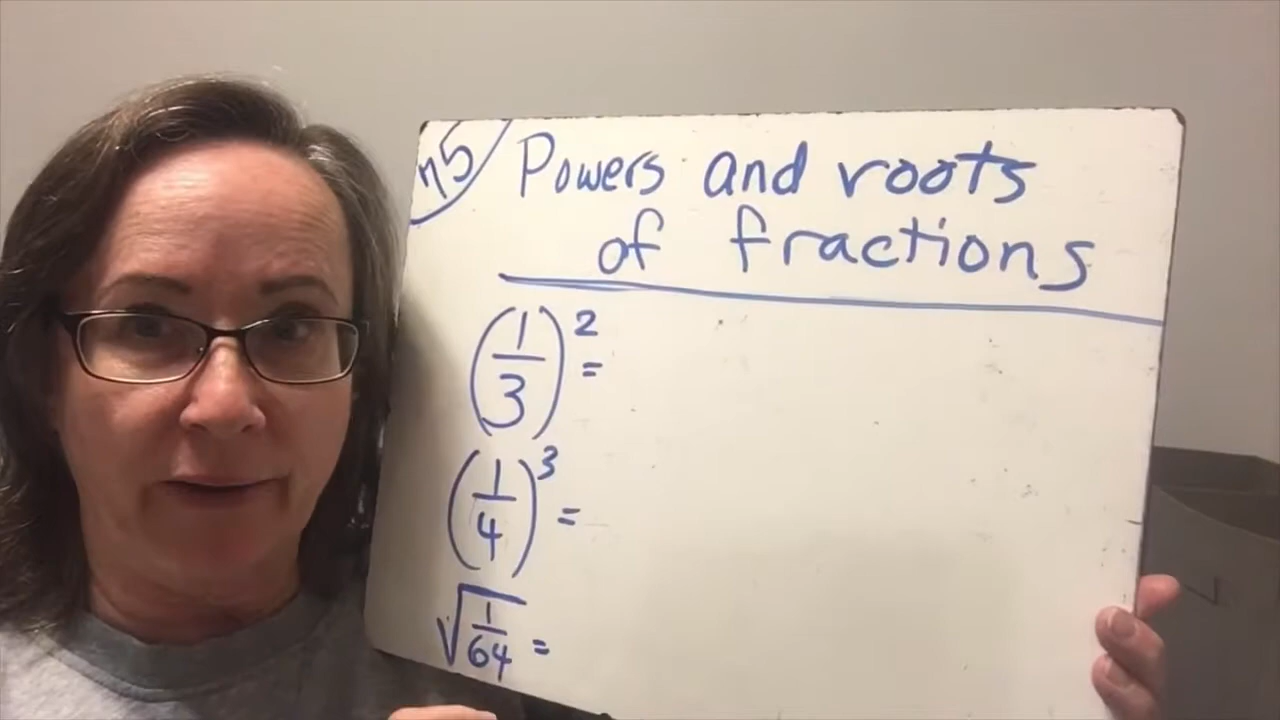 n5
Powers and roots
of fractions
(1/3)² =
(1/4)³ =
√(1/64) =